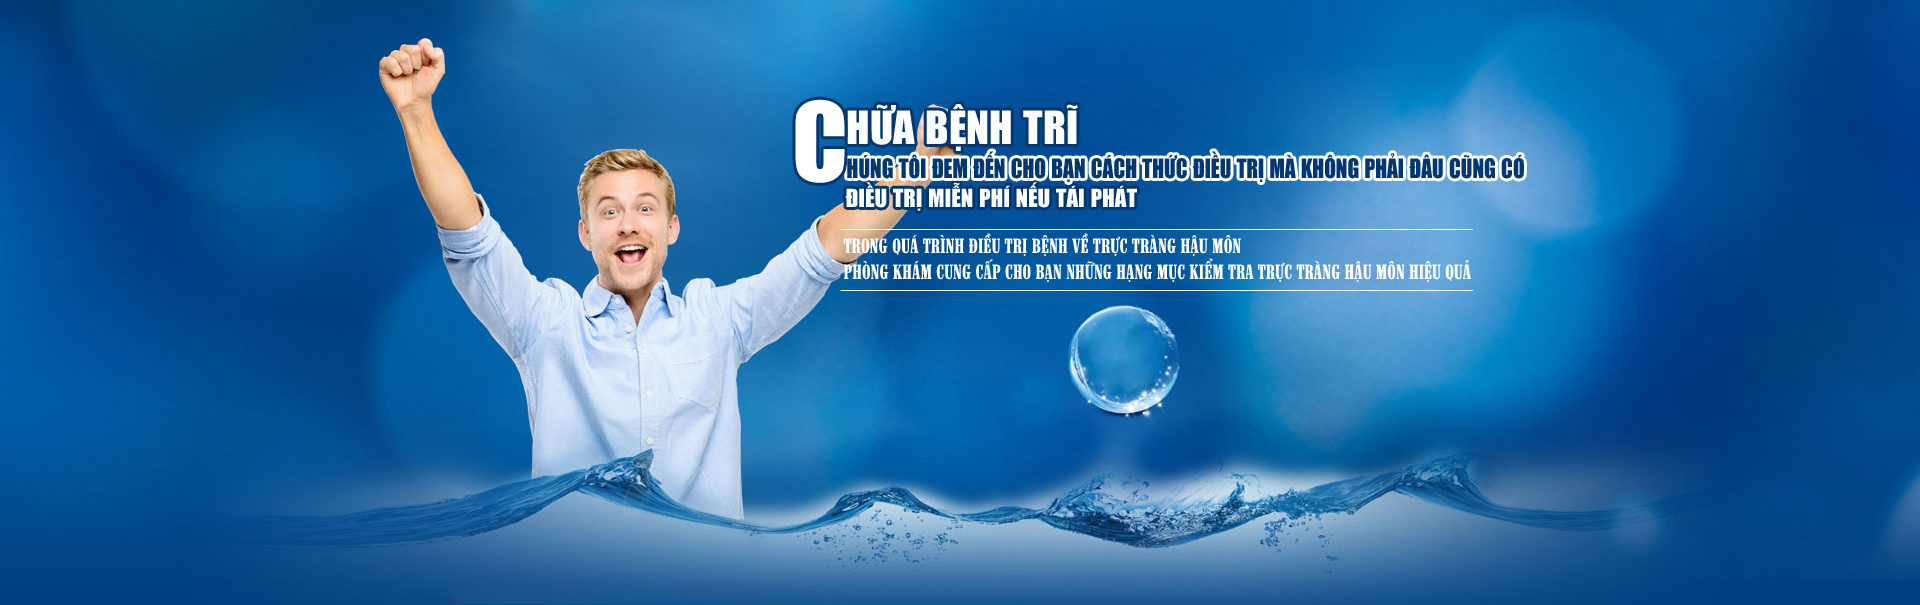 CHỮA BỆNH TRĨ
CHÚNG TÔI ĐEM ĐẾN CHO BẠN CÁCH THỨC ĐIỀU TRỊ MÀ KHÔNG PHẢI ĐÂU CŨNG CÓ
ĐIỀU TRỊ MIỄN PHÍ NẾU TÁI PHÁT
TRONG QUÁ TRÌNH ĐIỀU TRỊ BỆNH VỀ TRỰC TRÀNG HẬU MÔN
PHÒNG KHÁM CUNG CẤP CHO BẠN NHỮNG HẠNG MỤC KIỂM TRA TRỰC TRÀNG HẬU MÔN HIỆU QUẢ